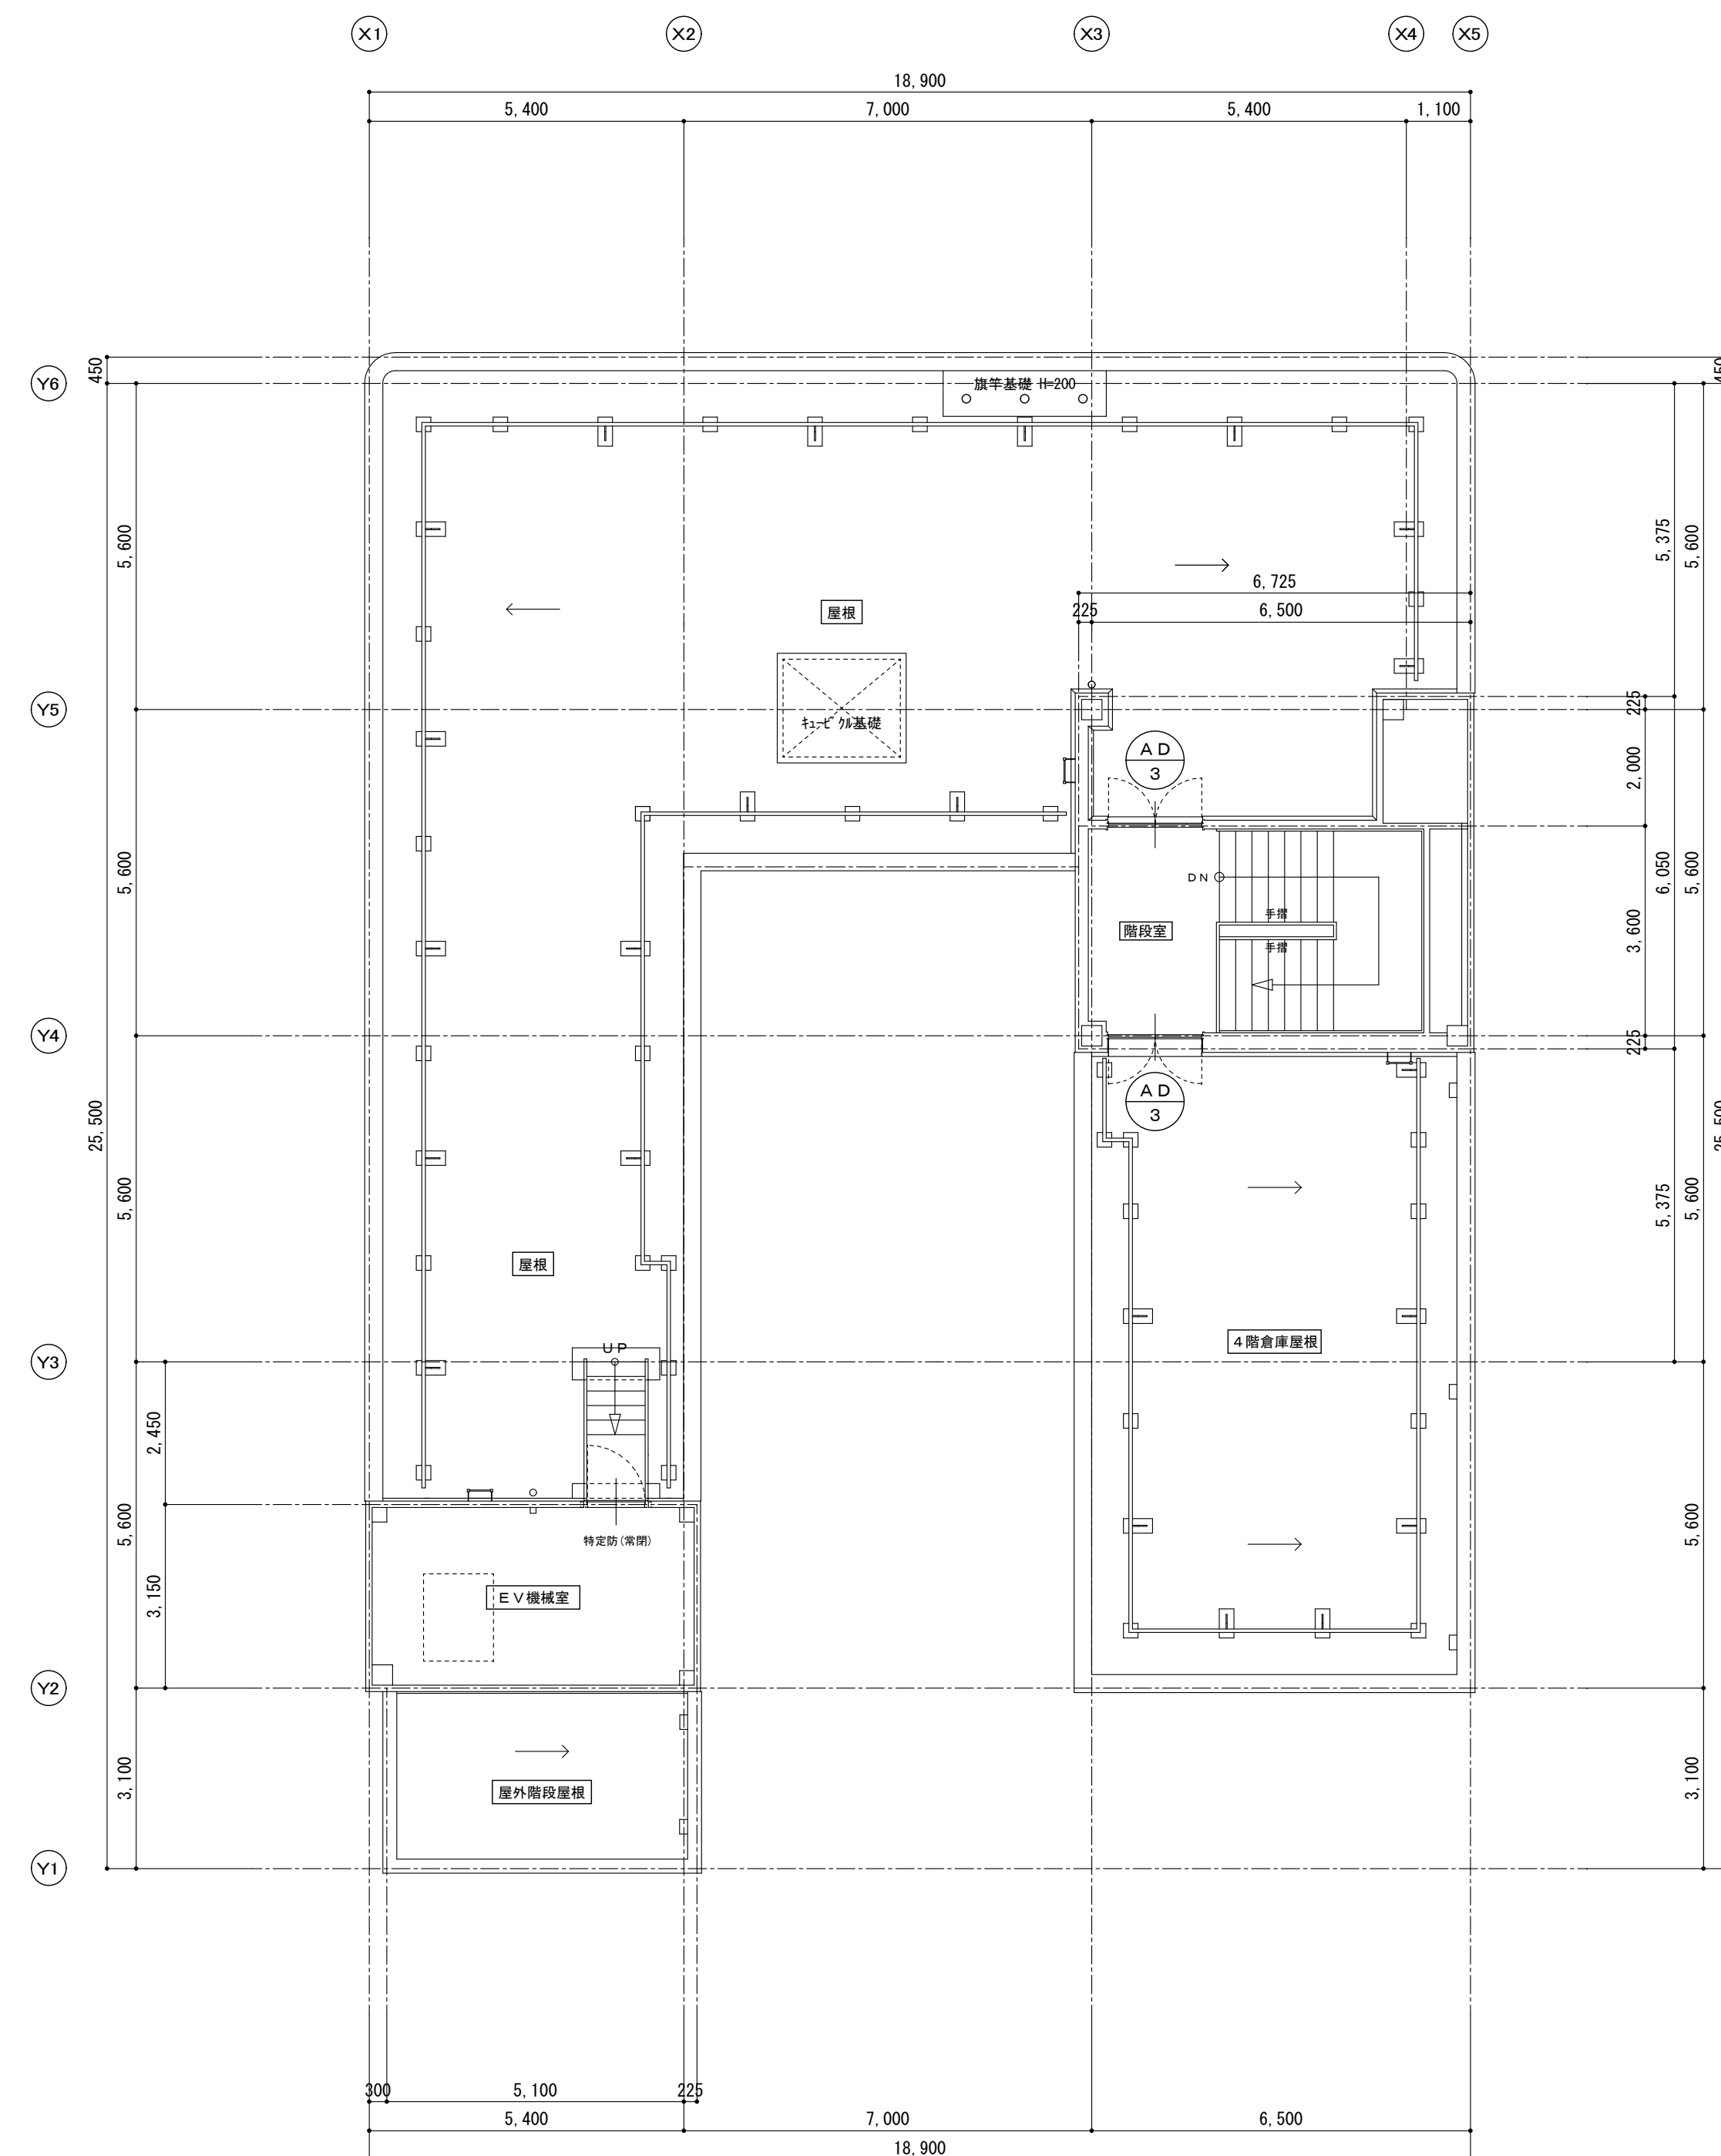 X1 X2 X3 X4 X5
18,900
5,400 7,000 5,400 1,100
450 450
Y6
旗竿基礎 H=200
5,600 5,375 5,600
6,725
屋根 225 6,500
Y5 225
キュービクル基礎
AD
3
2,000
5,600 6,050 5,600
DN
手摺
階段室
手摺
3,600
Y4 225
AD
3
25,500 25,500
5,600 5,375 5,600
屋根
4階倉庫屋根
UP
Y3
2,450
5,600 5,600
特定防(常閉)
3,150 EV機械室
Y2
3,100 屋外階段屋根 3,100
Y1
300 5,100 225
5,400 7,000 6,500
18,900